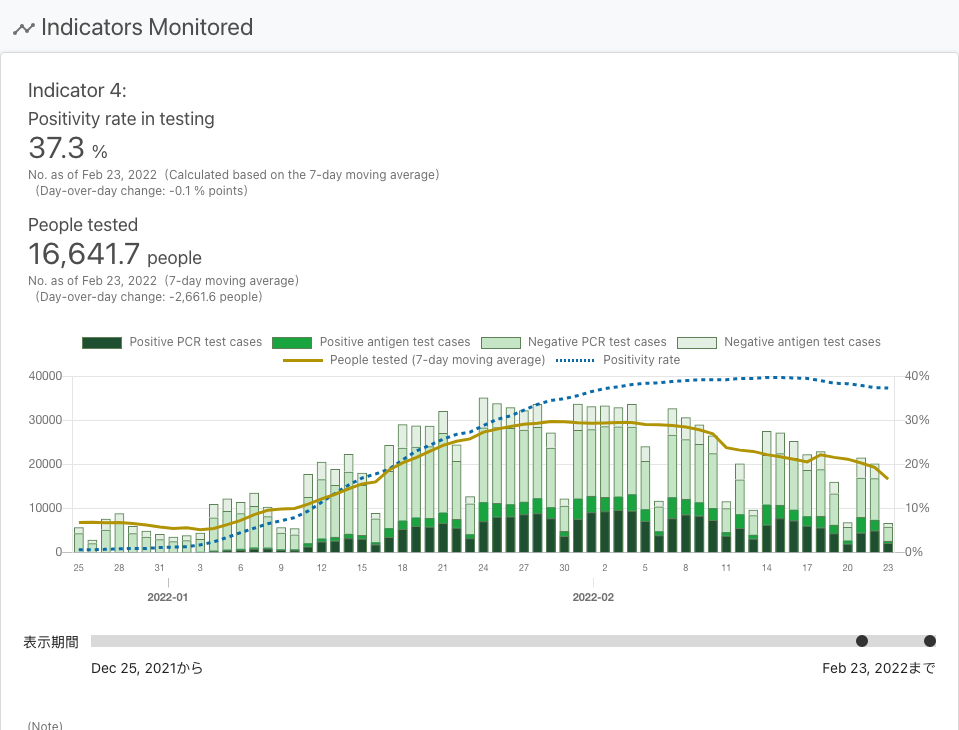 Indicators Monitored
Indicator 4:
Positivity rate in testing
37.3 %
No. as of Feb 23, 2022 (Calculated based on the 7-day moving average)
(Day-over-day change: -0.1 % points)
People tested
16,641.7 people
No. as of Feb 23, 2022 (7-day moving average)
(Day-over-day change: -2,661.6 people)
Positive PCR test cases Positive antigen test cases Negative PCR test cases Negative antigen test cases
People tested (7-day moving average) Positivity rate
40000 40%
30000 30%
20000 20%
10000 10%
0 0%
25 28 31 3 6 9 12 15 18 21 24 27 30 2 5 8 11 14 17 20 23
2022-01 2022-02
表示期間
Dec 25, 2021から Feb 23, 2022まで
(Note)